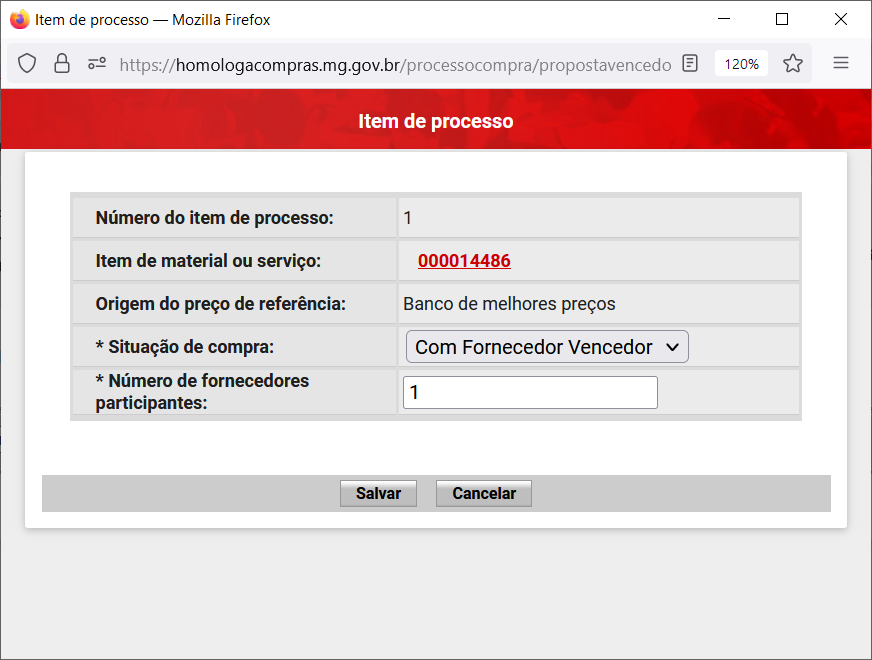 Item de processo — Mozilla Firefox
https://homologacompras.mg.gov.br/processocompra/propostavencedo
120%
Item de processo
Número do item de processo: 1
Item de material ou serviço: 000014486
Origem do preço de referência: Banco de melhores preços
* Situação de compra: Com Fornecedor Vencedor
* Número de fornecedores
participantes: 1
Salvar Cancelar